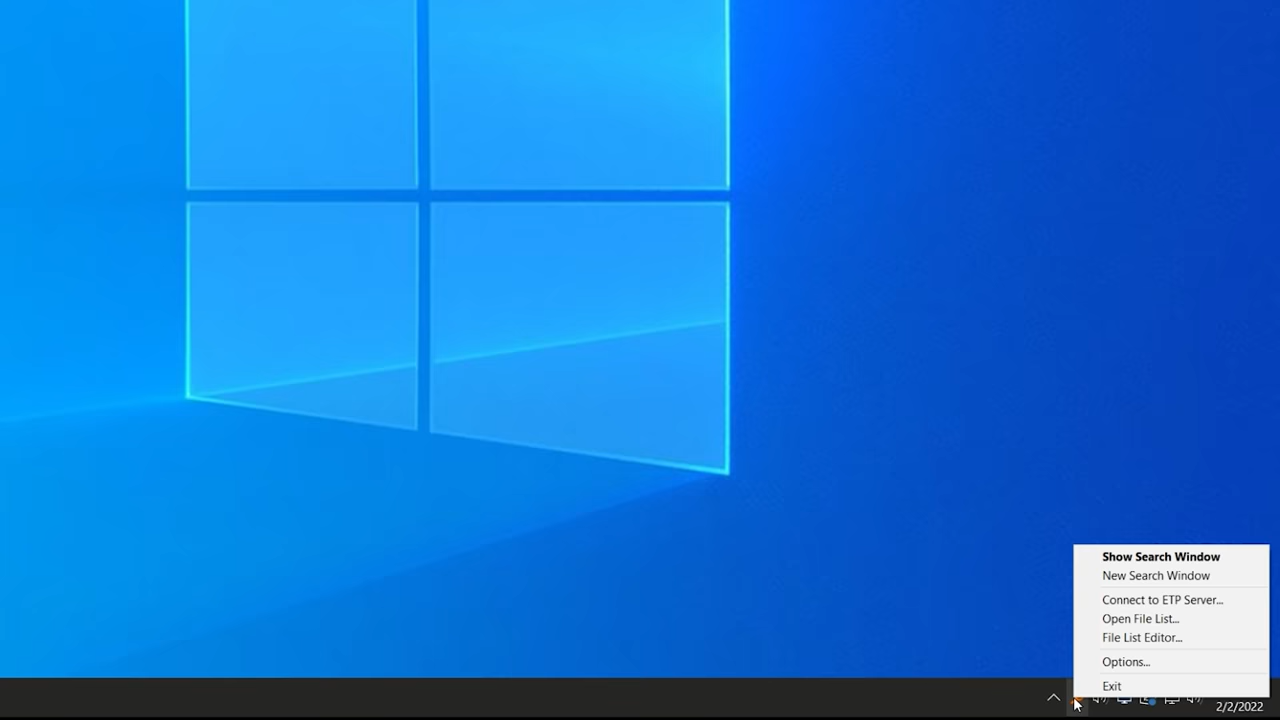 Show Search Window
New Search Window
Connect to ETP Server...
Open File List...
File List Editor...
Options...
Exit
2/2/2022